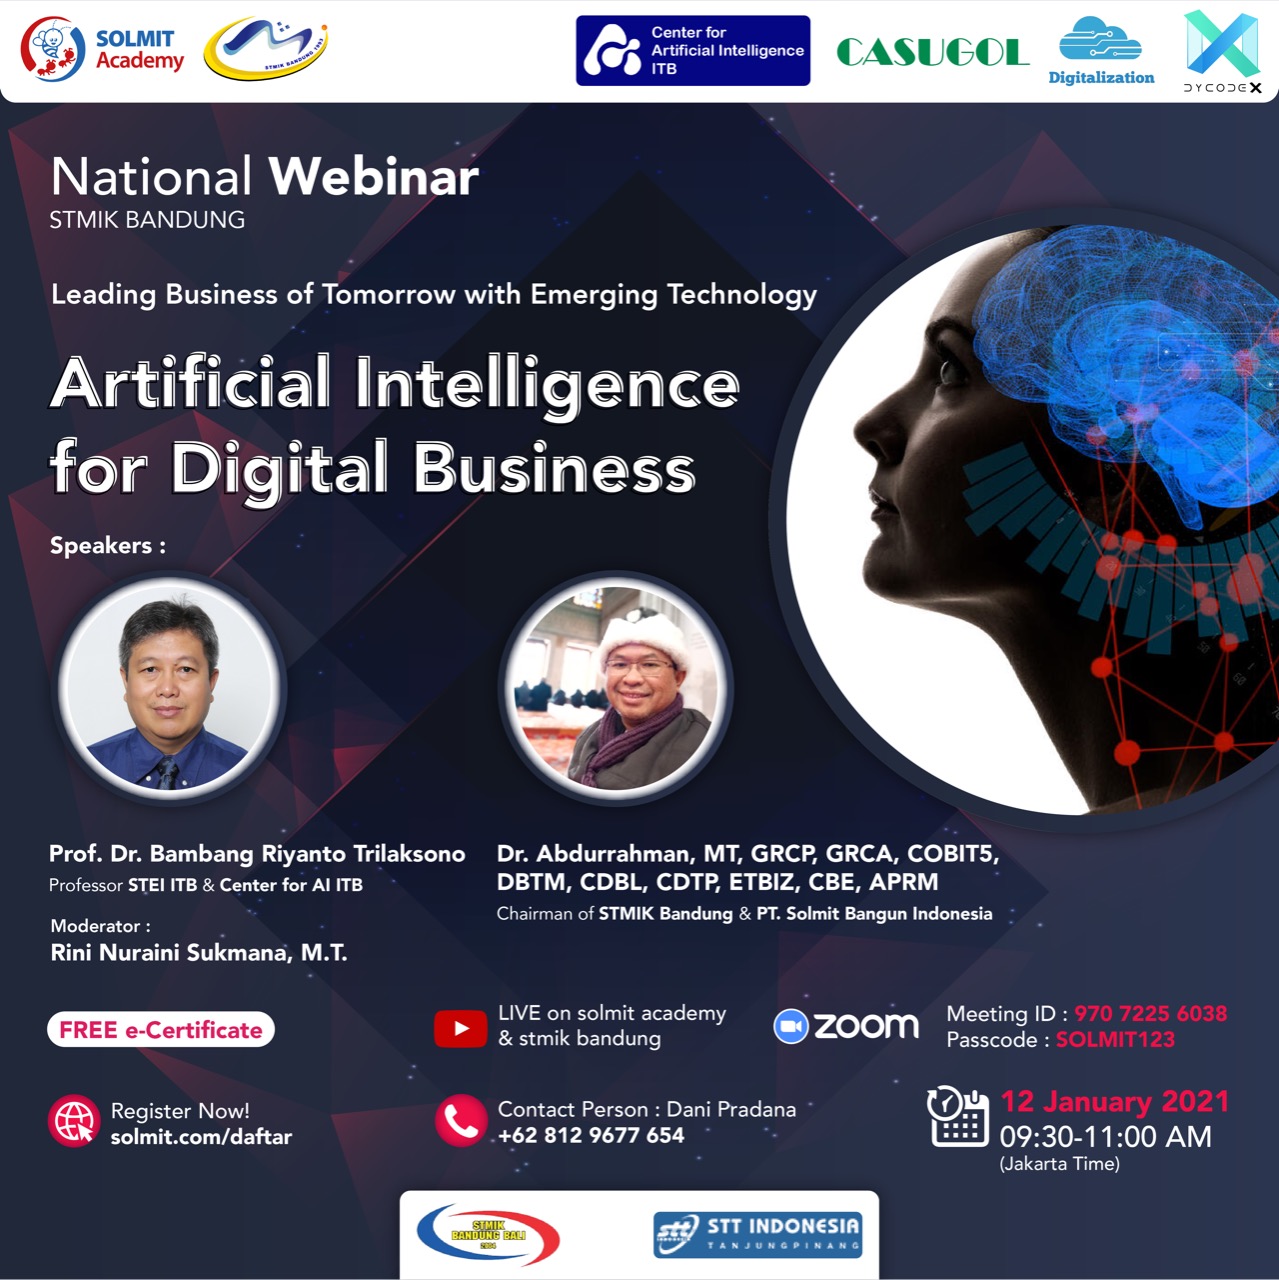 SOLMIT
Academy
STMIK BANDUNG 1993
Center for
Artificial Intelligence
ITB
CASUGOL
Digitalization
DYCODEX
National Webinar
STMIK BANDUNG
Leading Business of Tomorrow with Emerging Technology
Artificial Intelligence
for Digital Business
Speakers :
Prof. Dr. Bambang Riyanto Trilaksono
Professor STEI ITB & Center for AI ITB
Moderator :
Rini Nuraini Sukmana, M.T.
Dr. Abdurrahman, MT, GRCP, GRCA, COBIT5,
DBTM, CDBL, CDTP, ETBIZ, CBE, APRM
Chairman of STMIK Bandung & PT. Solmit Bangun Indonesia
FREE e-Certificate
LIVE on solmit academy
& stmik bandung
zoom
Meeting ID : 970 7225 6038
Passcode : SOLMIT123
Register Now!
solmit.com/daftar
Contact Person : Dani Pradana
+62 812 9677 654
12 January 2021
09:30-11:00 AM
(Jakarta Time)
STMIK
BANDUNG BALI
2004
stt
STT INDONESIA
TANJUNGPINANG